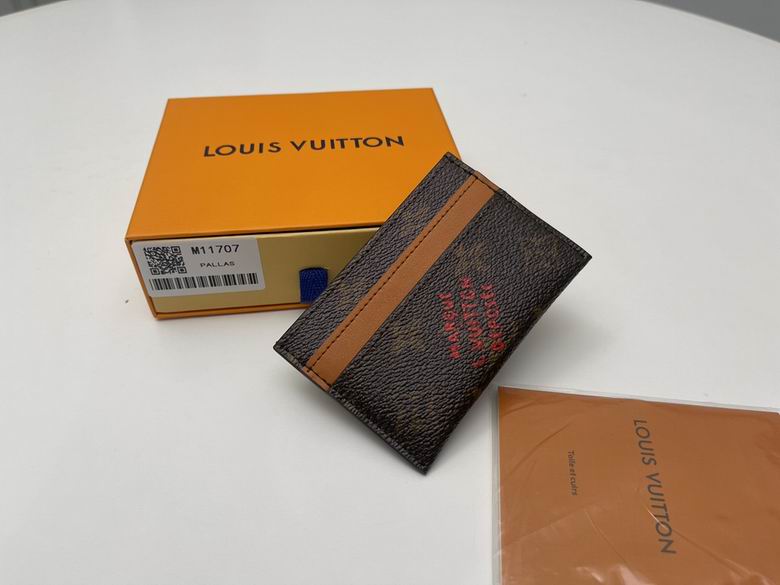 LOUIS VUITTON
M11707
PALLAS
MARQUE
L. VUITTON
DÉPOSÉE
LOUIS VUITTON
Toile et cuirs